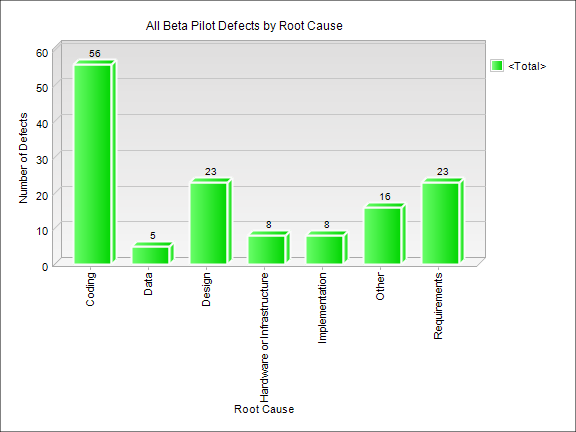 All Beta Pilot Defects by Root Cause
60
50
40
30
20
10
0
Number of Defects
56
5
23
8
8
16
23
<Total>
Coding
Data
Design
Hardware or Infrastructure
Implementation
Other
Requirements
Root Cause